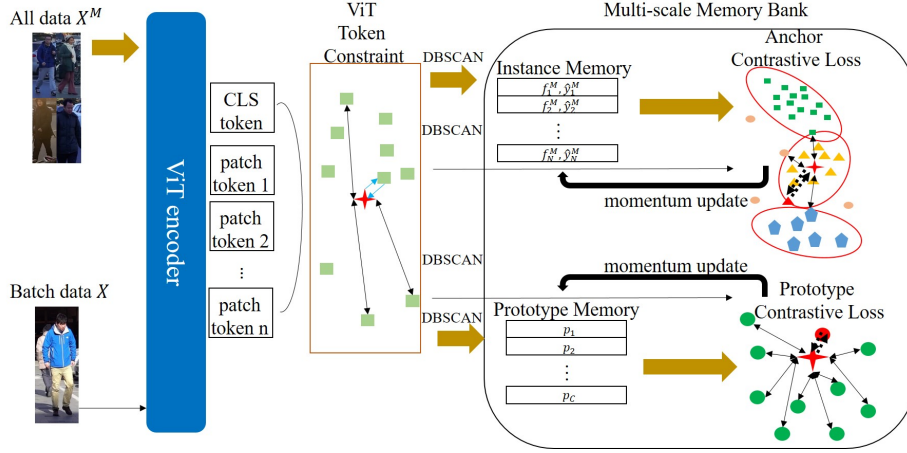 All data X^M
ViT
Token
Constraint
Multi-scale Memory Bank
DBSCAN
Instance Memory
Anchor
Contrastive Loss
f_1^M, ŷ_1^M
f_2^M, ŷ_2^M
⋮
f_N^M, ŷ_N^M
CLS
token
DBSCAN
patch
token 1
patch
token 2
⋮
patch
token n
ViT encoder
momentum update
DBSCAN
momentum update
Batch data X
DBSCAN
Prototype Memory
Prototype
Contrastive Loss
p_1
p_2
⋮
p_C